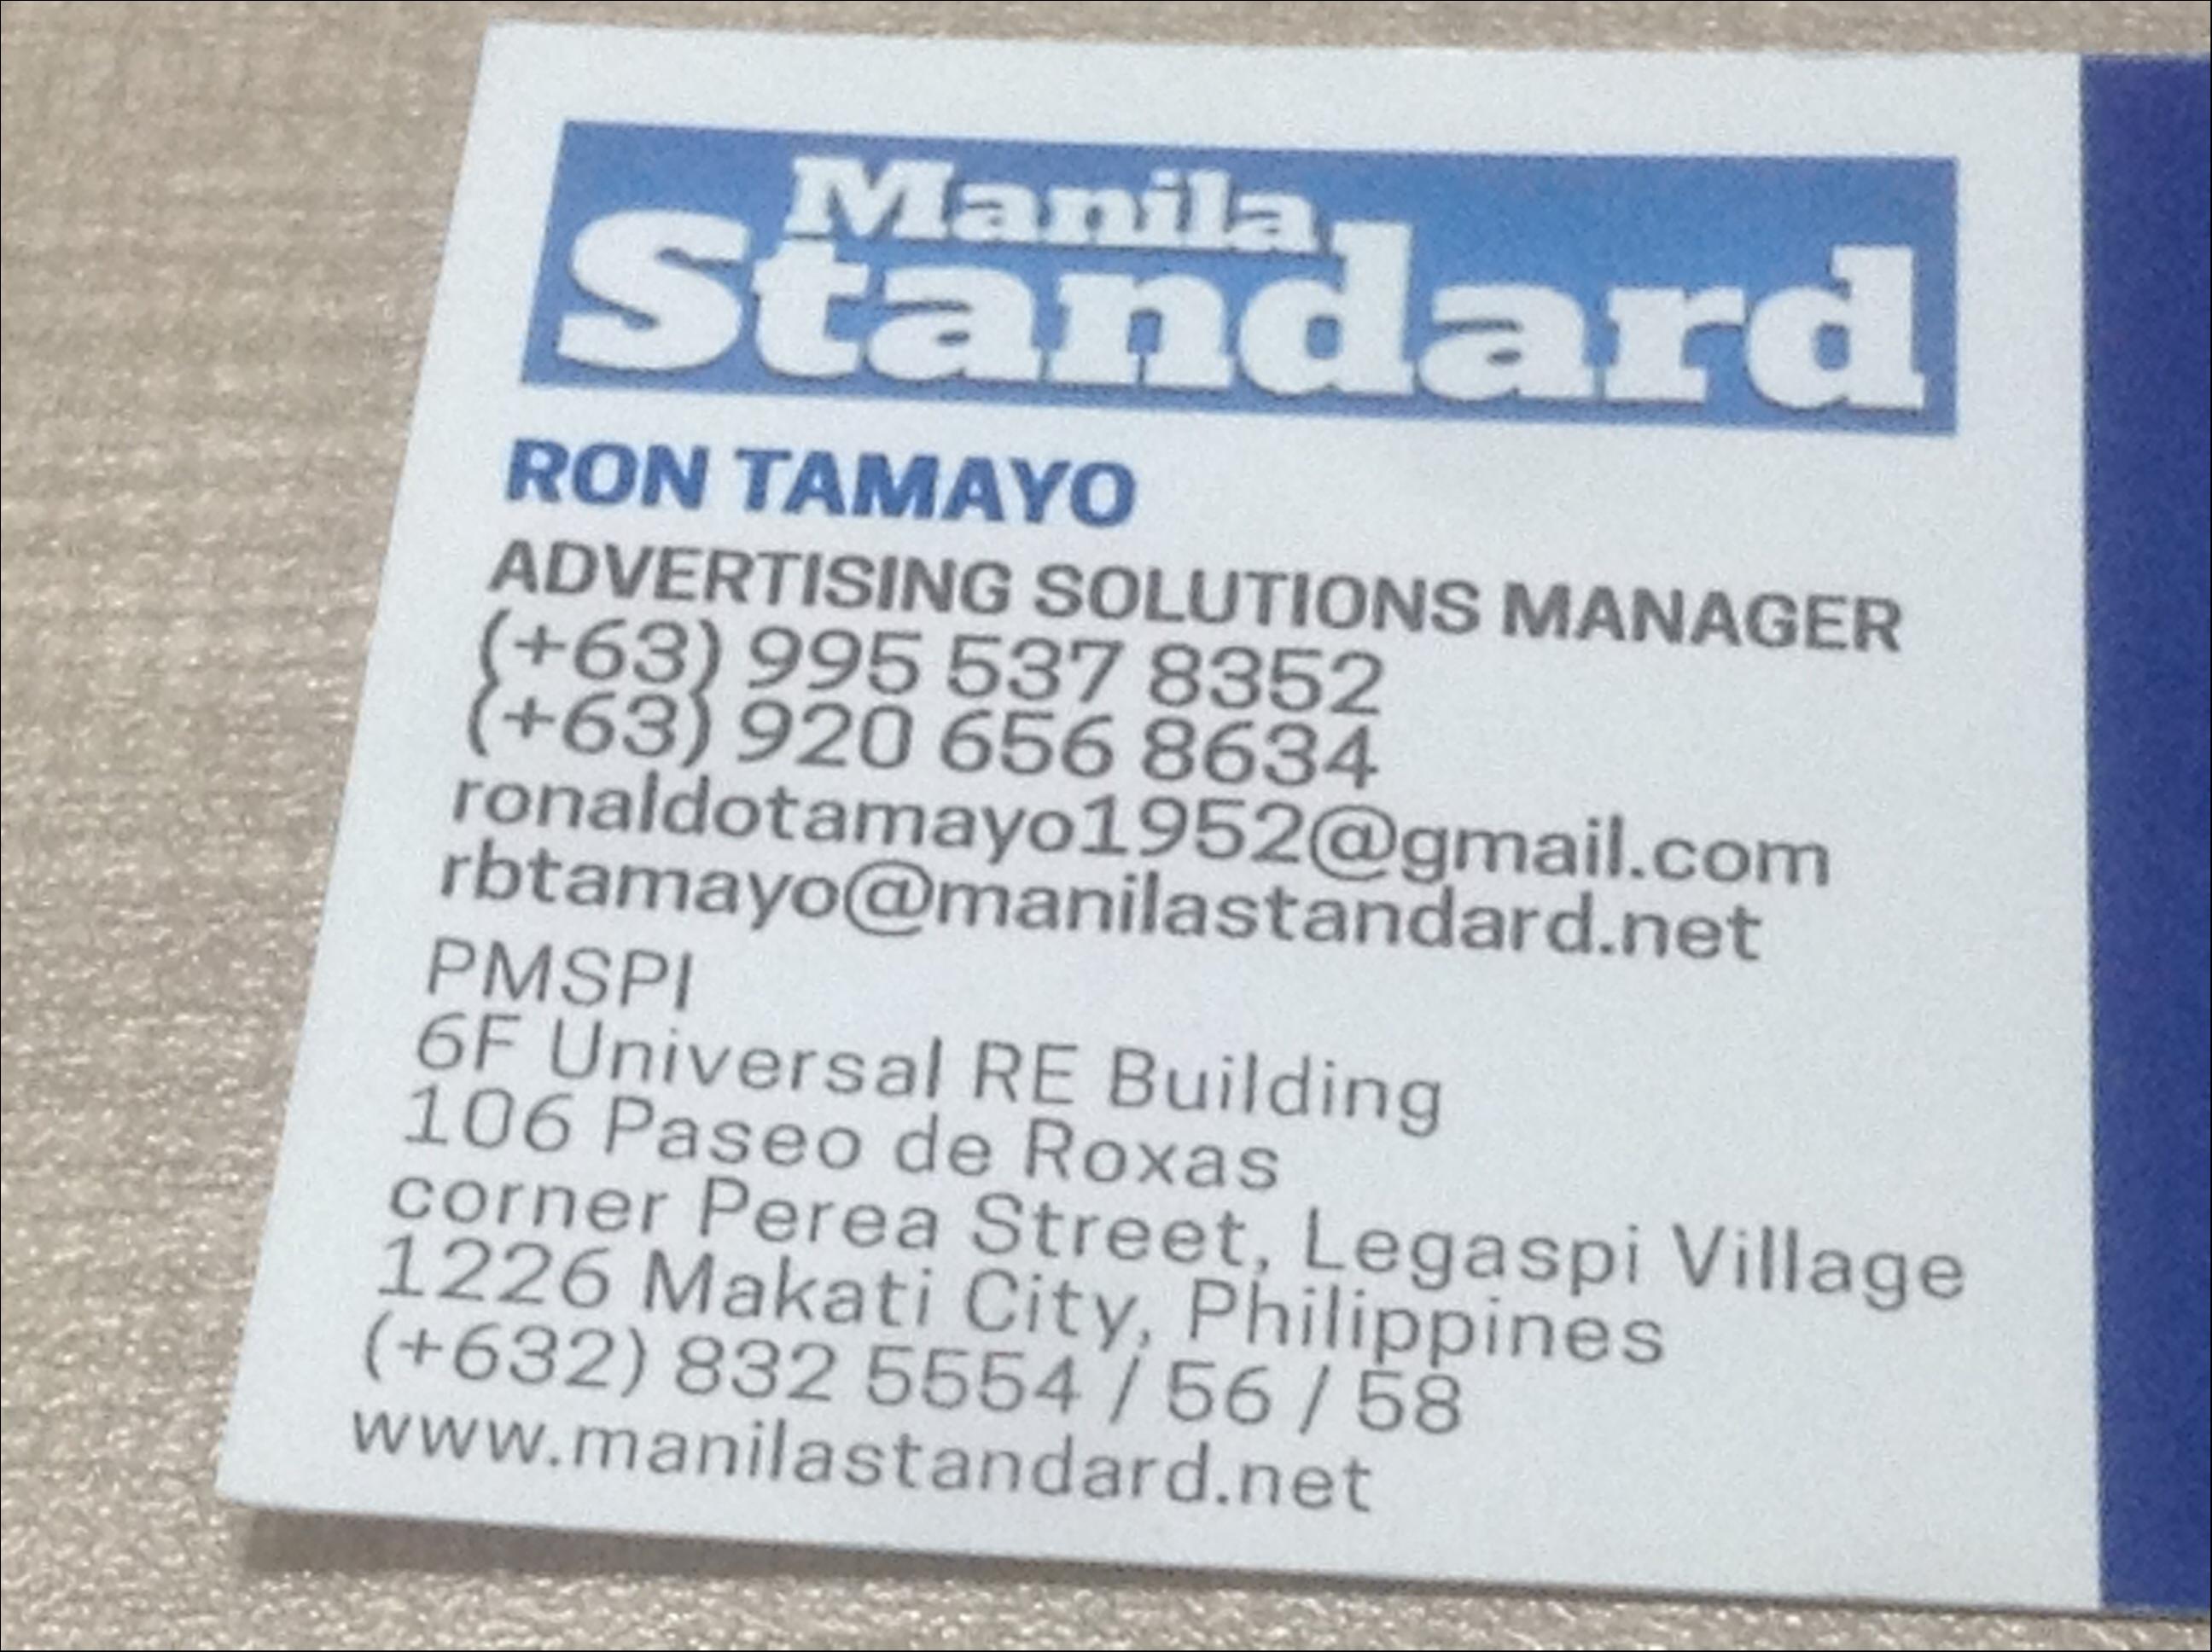 Manila
Standard
RON TAMAYO
ADVERTISING SOLUTIONS MANAGER
(+63) 995 537 8352
(+63) 920 656 8634
ronaldotamayo1952@gmail.com
rbtamayo@manilastandard.net
PMSPI
6F Universal RE Building
106 Paseo de Roxas
corner Perea Street, Legaspi Village
1226 Makati City, Philippines
(+632) 832 5554 / 56 / 58
www.manilastandard.net